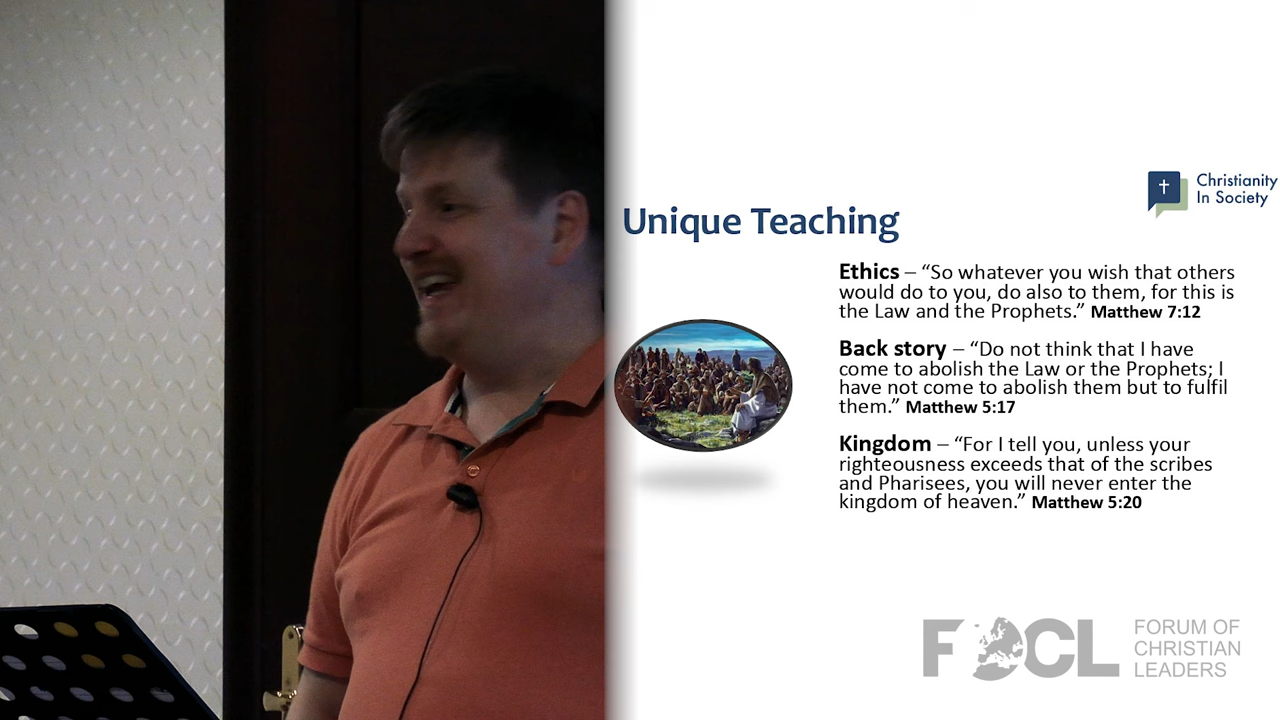 Christianity
In Society
Unique Teaching
Ethics – “So whatever you wish that others
would do to you, do also to them, for this is
the Law and the Prophets.” Matthew 7:12
Back story – “Do not think that I have
come to abolish the Law or the Prophets; I
have not come to abolish them but to fulfil
them.” Matthew 5:17
Kingdom – “For I tell you, unless your
righteousness exceeds that of the scribes
and Pharisees, you will never enter the
kingdom of heaven.” Matthew 5:20
FOCL
FORUM OF
CHRISTIAN
LEADERS